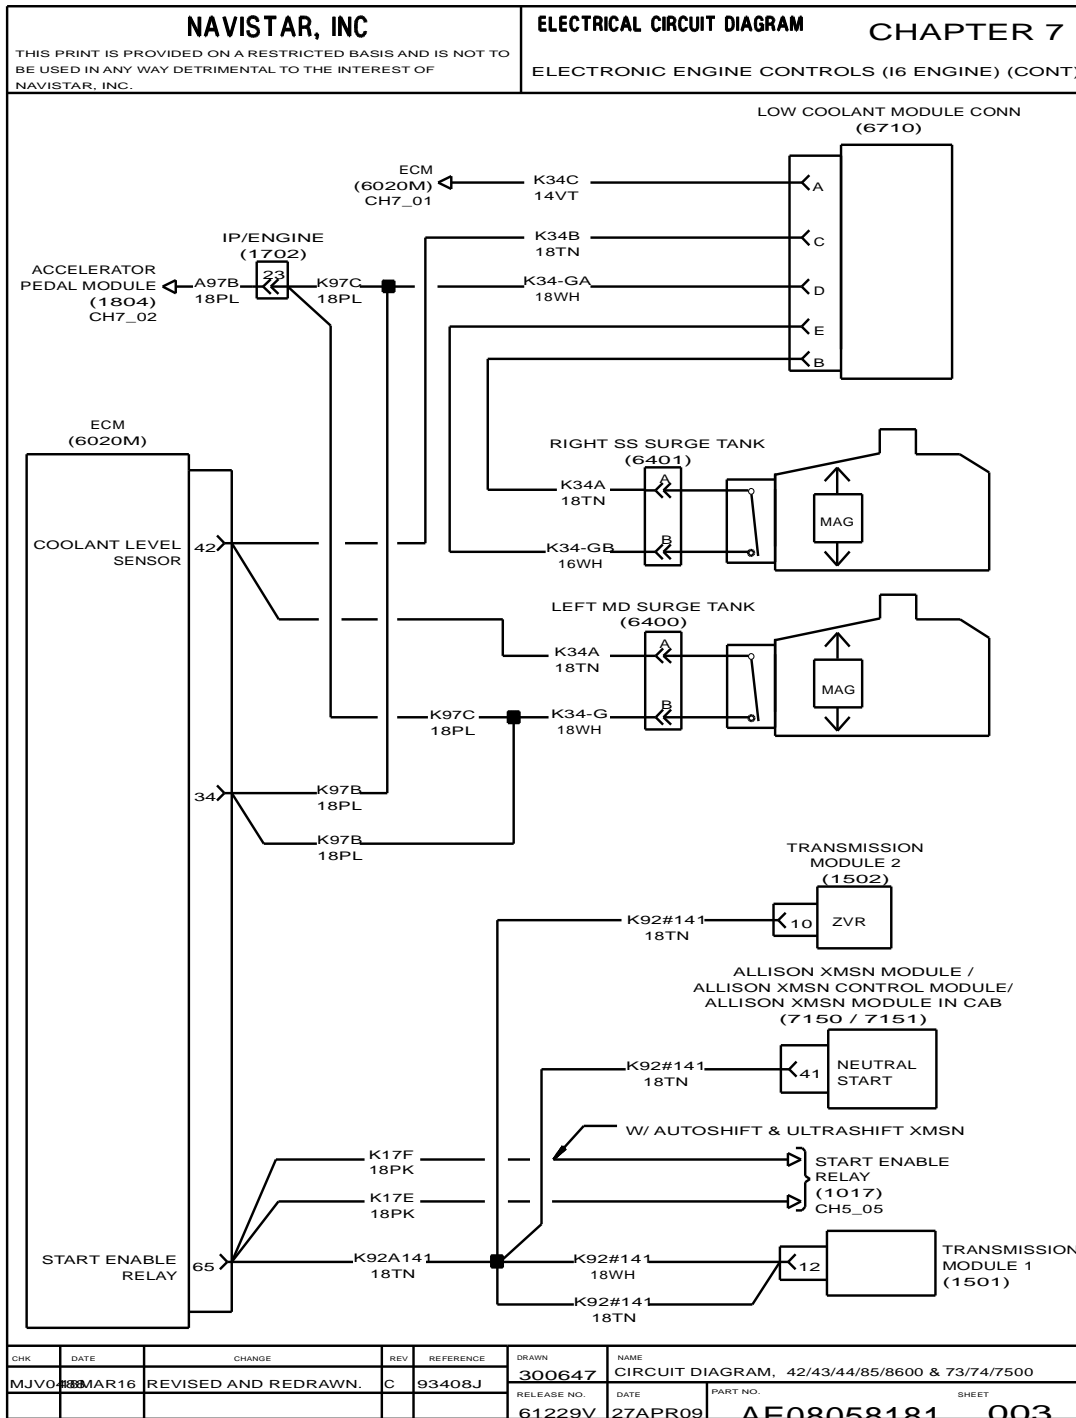 NAVISTAR, INC
THIS PRINT IS PROVIDED ON A RESTRICTED BASIS AND IS NOT TO
BE USED IN ANY WAY DETRIMENTAL TO THE INTEREST OF
NAVISTAR, INC.
ELECTRICAL CIRCUIT DIAGRAM
CHAPTER 7
ELECTRONIC ENGINE CONTROLS (I6 ENGINE) (CONT)
LOW COOLANT MODULE CONN
(6710)
ECM
(6020M)
CH7_01
K34C
14VT
A
K34B
18TN
C
IP/ENGINE
(1702)
23
ACCELERATOR
PEDAL MODULE
(1804)
CH7_02
A97B
18PL
K97C
18PL
K34-GA
18WH
D
E
B
ECM
(6020M)
RIGHT SS SURGE TANK
(6401)
K34A
18TN
A
MAG
K34-GB
16WH
B
COOLANT LEVEL
SENSOR
42
LEFT MD SURGE TANK
(6400)
K34A
18TN
A
MAG
K97C
18PL
K34-G
18WH
B
34
K97B
18PL
K97B
18PL
TRANSMISSION
MODULE 2
(1502)
K92#141
18TN
10
ZVR
ALLISON XMSN MODULE /
ALLISON XMSN CONTROL MODULE/
ALLISON XMSN MODULE IN CAB
(7150 / 7151)
K92#141
18TN
41
NEUTRAL
START
W/ AUTOSHIFT & ULTRASHIFT XMSN
K17F
18PK
START ENABLE
RELAY
(1017)
CH5_05
K17E
18PK
START ENABLE
RELAY
65
K92A141
18TN
K92#141
18WH
12
TRANSMISSION
MODULE 1
(1501)
K92#141
18TN
CHK DATE CHANGE REV REFERENCE
MJV04 MAR16 REVISED AND REDRAWN. C 93408J
DRAWN
300647
NAME
CIRCUIT DIAGRAM, 42/43/44/85/8600 & 73/74/7500
RELEASE NO.
61229V
DATE
27APR09
PART NO.
AE08058181
SHEET
003